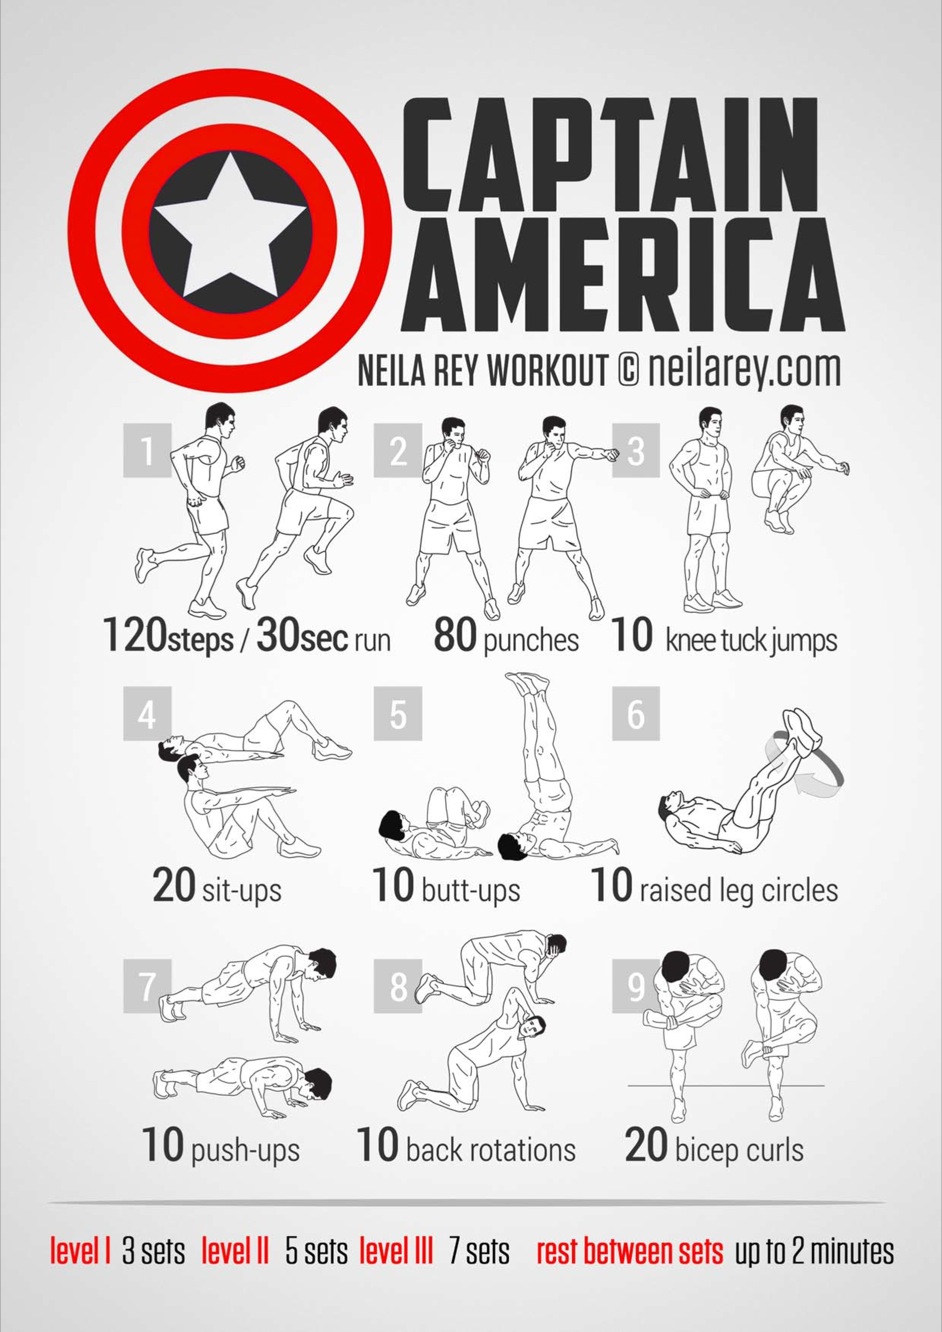 CAPTAIN
AMERICA
NEILA REY WORKOUT © neilarey.com
1
2
3
120steps / 30sec run
80 punches
10 knee tuck jumps
4
5
6
20 sit-ups
10 butt-ups
10 raised leg circles
7
8
9
10 push-ups
10 back rotations
20 bicep curls
level I 3 sets level II 5 sets level III 7 sets rest between sets up to 2 minutes